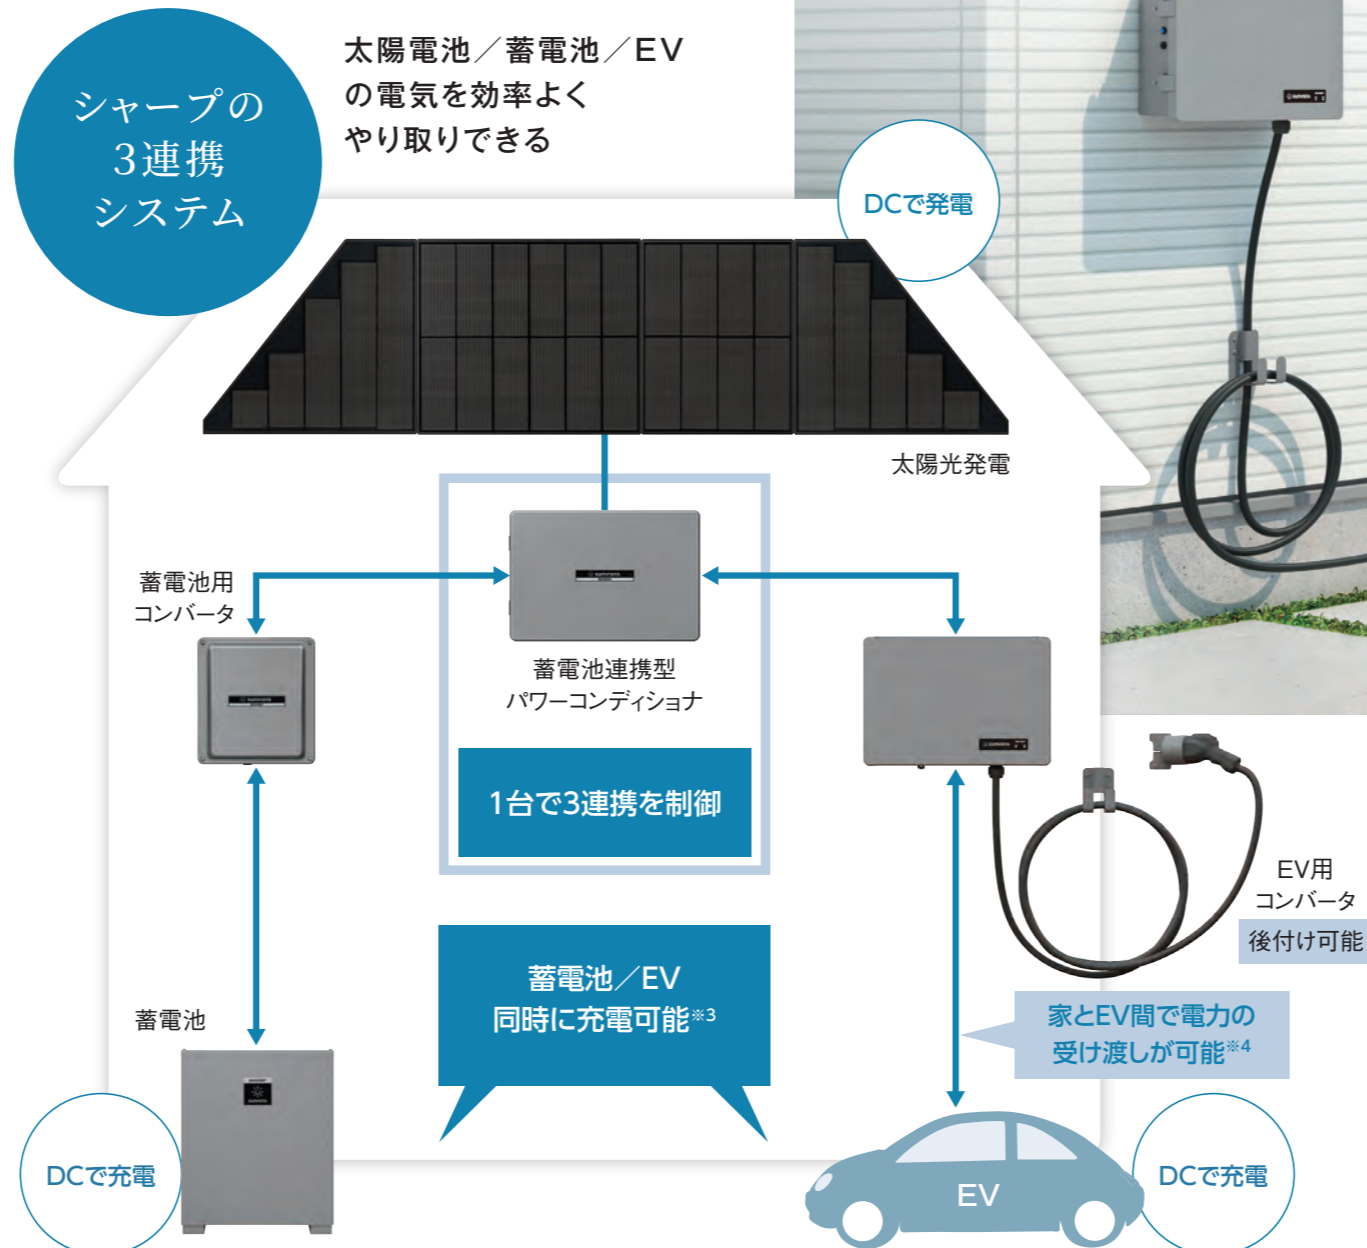 シャープの
3連携
システム
太陽電池／蓄電池／EV
の電気を効率よく
やり取りできる
DCで発電
太陽光発電
蓄電池用
コンバータ
蓄電池連携型
パワーコンディショナ
1台で3連携を制御
EV用
コンバータ
後付け可能
蓄電池／EV
同時に充電可能※3
家とEV間で電力の
受け渡しが可能※4
蓄電池
DCで充電
EV
DCで充電